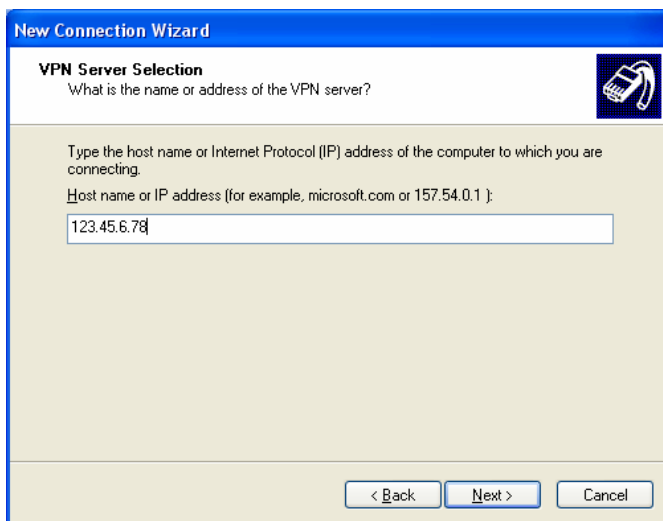 New Connection Wizard
VPN Server Selection
What is the name or address of the VPN server?
Type the host name or Internet Protocol (IP) address of the computer to which you are
connecting.
Host name or IP address (for example, microsoft.com or 157.54.0.1 ):
123.45.6.78
< Back
Next >
Cancel